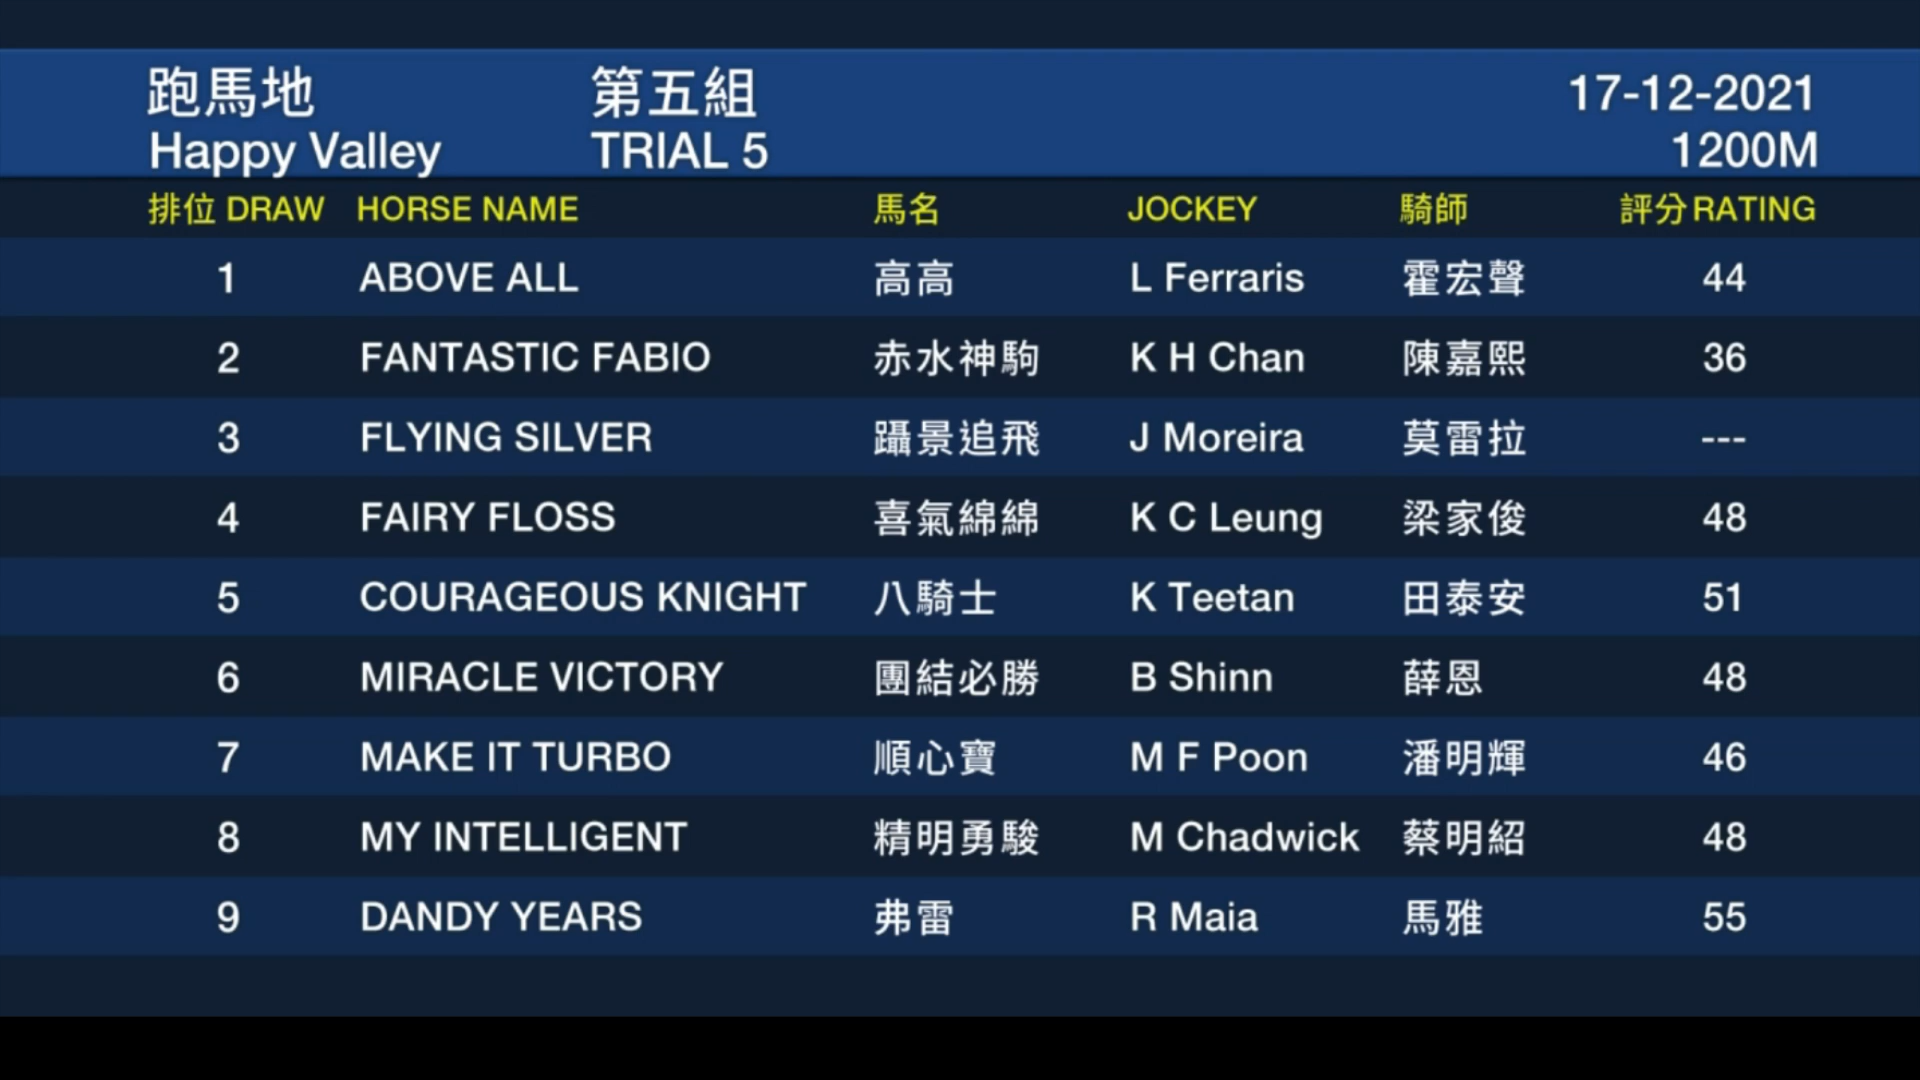 跑馬地 第五組 17-12-2021
Happy Valley TRIAL 5 1200M
排位 DRAW HORSE NAME 馬名 JOCKEY 騎師 評分 RATING
1 ABOVE ALL 高高 L Ferraris 霍宏聲 44
2 FANTASTIC FABIO 赤水神駒 K H Chan 陳嘉熙 36
3 FLYING SILVER 躡景追飛 J Moreira 莫雷拉 ---
4 FAIRY FLOSS 喜氣綿綿 K C Leung 梁家俊 48
5 COURAGEOUS KNIGHT 八騎士 K Teetan 田泰安 51
6 MIRACLE VICTORY 團結必勝 B Shinn 薛恩 48
7 MAKE IT TURBO 順心寶 M F Poon 潘明輝 46
8 MY INTELLIGENT 精明勇駿 M Chadwick 蔡明紹 48
9 DANDY YEARS 弗雷 R Maia 馬雅 55